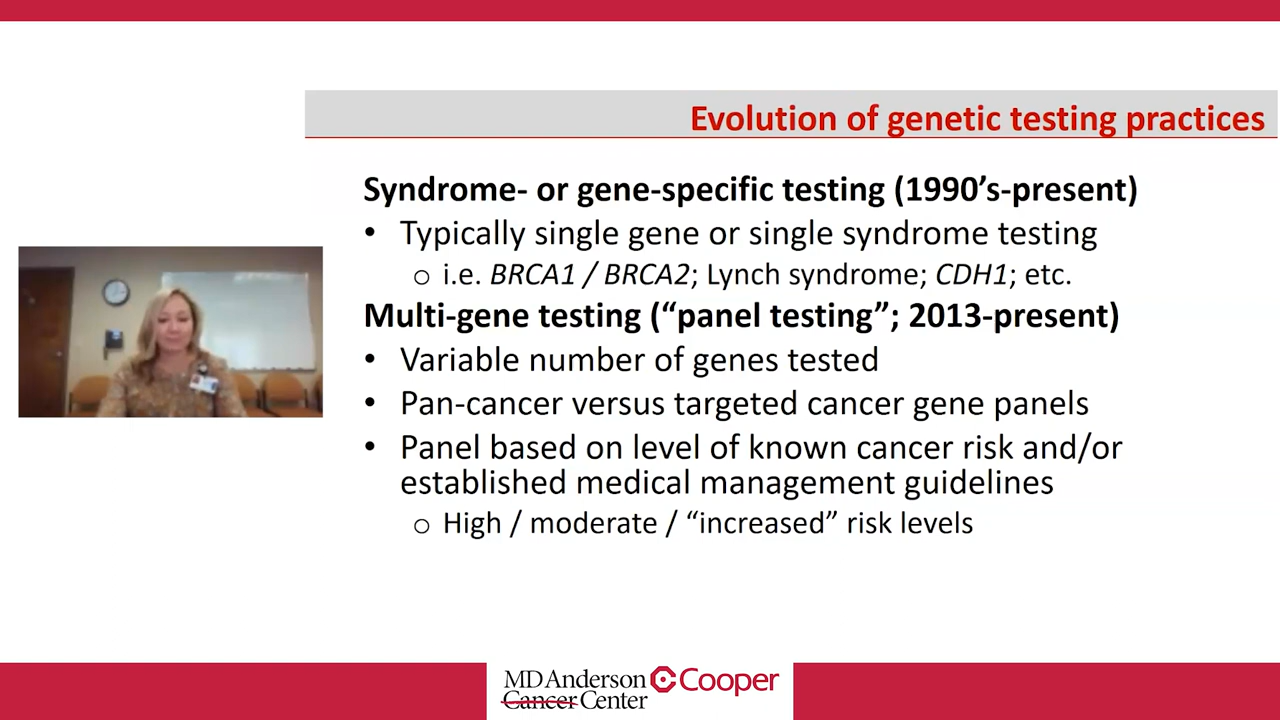 Evolution of genetic testing practices
Syndrome- or gene-specific testing (1990’s-present)
• Typically single gene or single syndrome testing
o i.e. BRCA1 / BRCA2; Lynch syndrome; CDH1; etc.
Multi-gene testing (“panel testing”; 2013-present)
• Variable number of genes tested
• Pan-cancer versus targeted cancer gene panels
• Panel based on level of known cancer risk and/or
established medical management guidelines
o High / moderate / “increased” risk levels
MD Anderson Cooper
Cancer Center